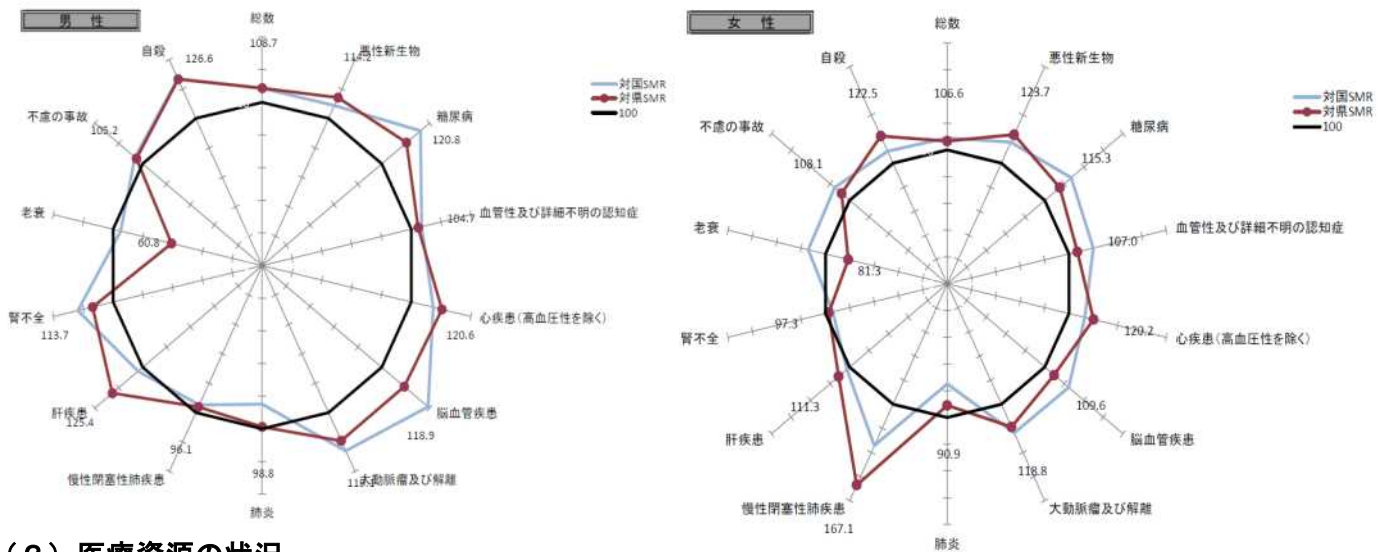 男 性
総数
108.7
悪性新生物
114.2
糖尿病
120.8
血管性及び詳細不明の認知症
104.7
心疾患(高血圧性を除く)
120.6
脳血管疾患
118.9
大動脈瘤及び解離
肺炎
98.8
慢性閉塞性肺疾患
96.1
肝疾患
125.4
腎不全
113.7
老衰
60.8
不慮の事故
105.2
自殺
126.6
対国SMR
対県SMR
100
女 性
総数
106.6
悪性新生物
123.7
糖尿病
115.3
血管性及び詳細不明の認知症
107.0
心疾患(高血圧性を除く)
120.2
脳血管疾患
109.6
大動脈瘤及び解離
118.8
肺炎
90.9
慢性閉塞性肺疾患
167.1
肝疾患
111.3
腎不全
97.3
老衰
81.3
不慮の事故
108.1
自殺
122.5
対国SMR
対県SMR
100